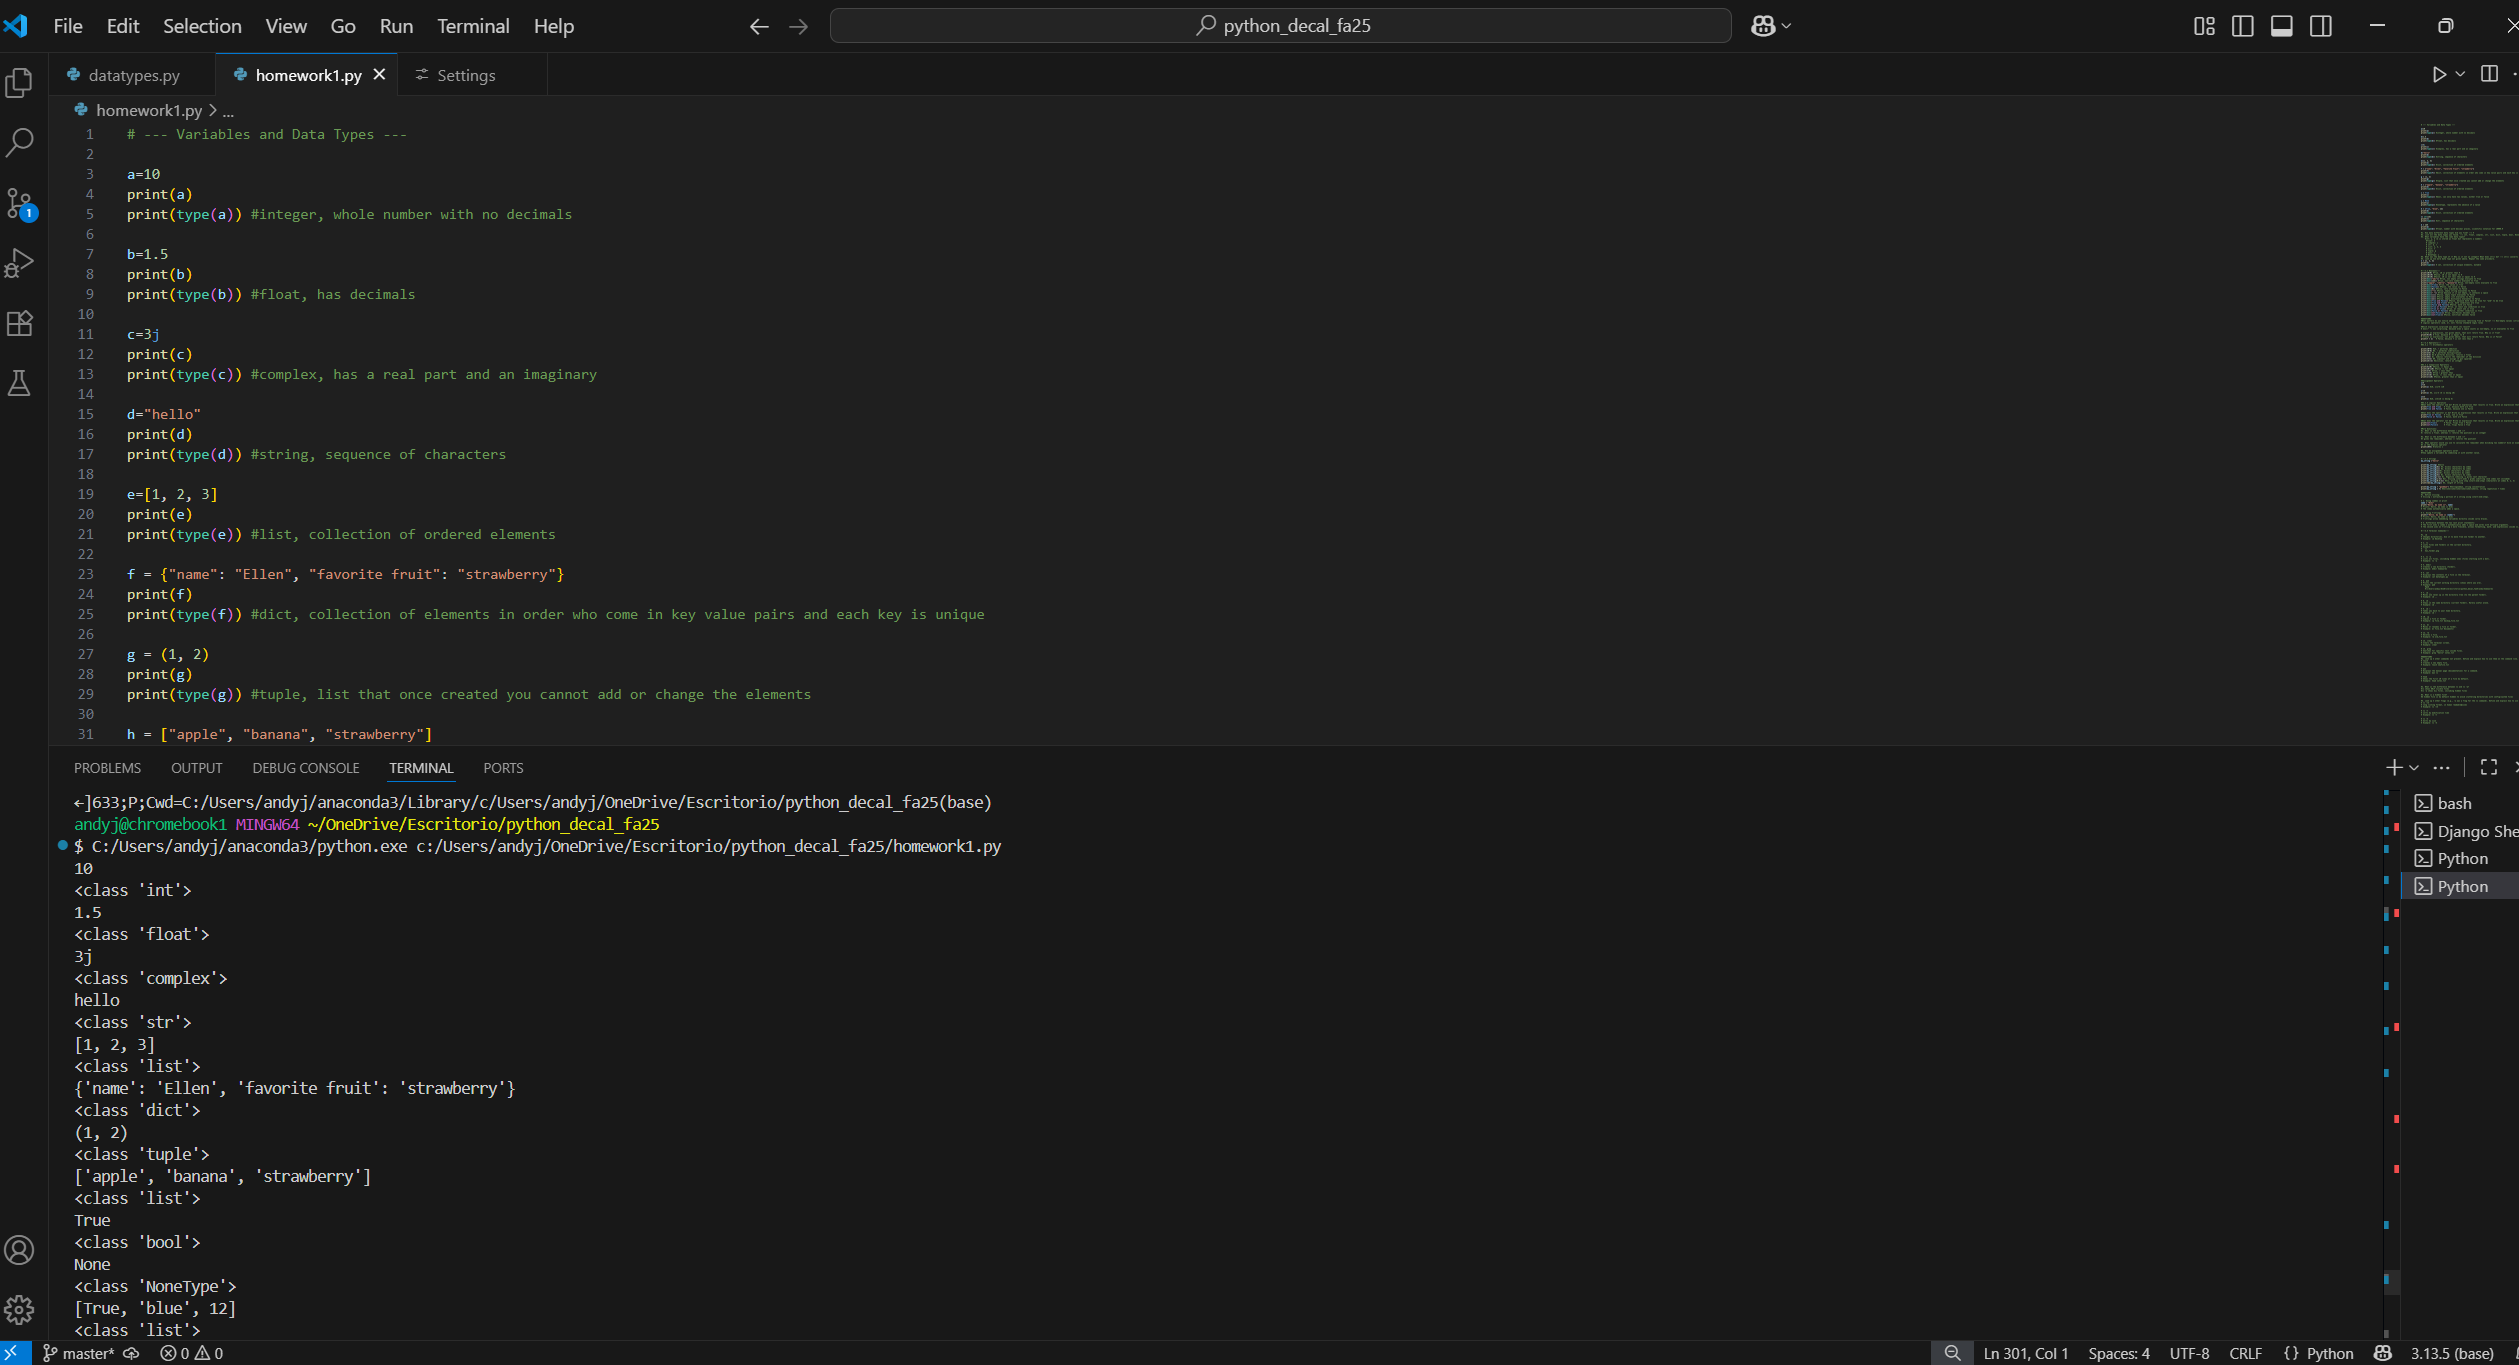 File Edit Selection View Go Run Terminal Help python_decal_fa25
datatypes.py homework1.py Settings
homework1.py > ...
1 # --- Variables and Data Types ---
2
3 a=10
4 print(a)
5 print(type(a)) #integer, whole number with no decimals
6
7 b=1.5
8 print(b)
9 print(type(b)) #float, has decimals
10
11 c=3j
12 print(c)
13 print(type(c)) #complex, has a real part and an imaginary
14
15 d="hello"
16 print(d)
17 print(type(d)) #string, sequence of characters
18
19 e=[1, 2, 3]
20 print(e)
21 print(type(e)) #list, collection of ordered elements
22
23 f = {"name": "Ellen", "favorite fruit": "strawberry"}
24 print(f)
25 print(type(f)) #dict, collection of elements in order who come in key value pairs and each key is unique
26
27 g = (1, 2)
28 print(g)
29 print(type(g)) #tuple, list that once created you cannot add or change the elements
30
31 h = ["apple", "banana", "strawberry"]
PROBLEMS OUTPUT DEBUG CONSOLE TERMINAL PORTS
←]633;P;Cwd=C:/Users/andyj/anaconda3/Library/c/Users/andyj/OneDrive/Escritorio/python_decal_fa25(base)
andyj@chromebook1 MINGW64 ~/OneDrive/Escritorio/python_decal_fa25
$ C:/Users/andyj/anaconda3/python.exe c:/Users/andyj/OneDrive/Escritorio/python_decal_fa25/homework1.py
10
<class 'int'>
1.5
<class 'float'>
3j
<class 'complex'>
hello
<class 'str'>
[1, 2, 3]
<class 'list'>
{'name': 'Ellen', 'favorite fruit': 'strawberry'}
<class 'dict'>
(1, 2)
<class 'tuple'>
['apple', 'banana', 'strawberry']
<class 'list'>
True
<class 'bool'>
None
<class 'NoneType'>
[True, 'blue', 12]
<class 'list'>
bash
Django She
Python
Python
1
master* 0 0 Ln 301, Col 1 Spaces: 4 UTF-8 CRLF {} Python 3.13.5 (base)